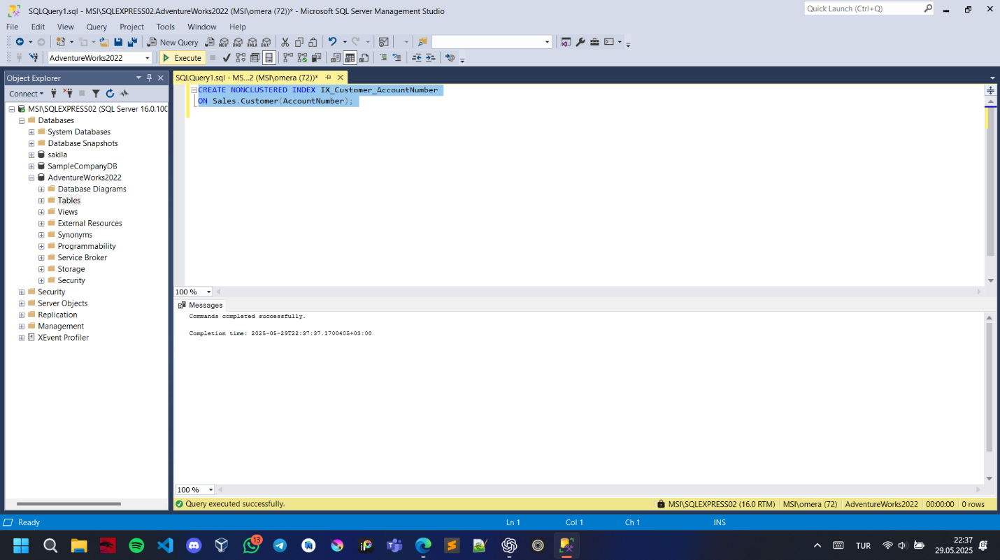 SQLQuery1.sql - MSI\SQLEXPRESS02.AdventureWorks2022 (MSI\omera (72))* - Microsoft SQL Server Management Studio
Quick Launch (Ctrl+Q)
File Edit View Query Project Tools Window Help
New Query
MDX DMX XMLA DAX
AdventureWorks2022
Execute
Object Explorer
Connect
MSI\SQLEXPRESS02 (SQL Server 16.0.100
Databases
System Databases
Database Snapshots
sakila
SampleCompanyDB
AdventureWorks2022
Database Diagrams
Tables
Views
External Resources
Synonyms
Programmability
Service Broker
Storage
Security
Security
Server Objects
Replication
Management
XEvent Profiler
SQLQuery1.sql - MS...2 (MSI\omera (72))*
CREATE NONCLUSTERED INDEX IX_Customer_AccountNumber
ON Sales.Customer(AccountNumber);
100 %
Messages
Commands completed successfully.
Completion time: 2025-05-29T22:37:37.1700405+03:00
100 %
Query executed successfully.
MSI\SQLEXPRESS02 (16.0 RTM) MSI\omera (72) AdventureWorks2022 00:00:00 0 rows
Ready
Ln 1 Col 1 Ch 1 INS
13
iP
TUR
22:37
29.05.2025